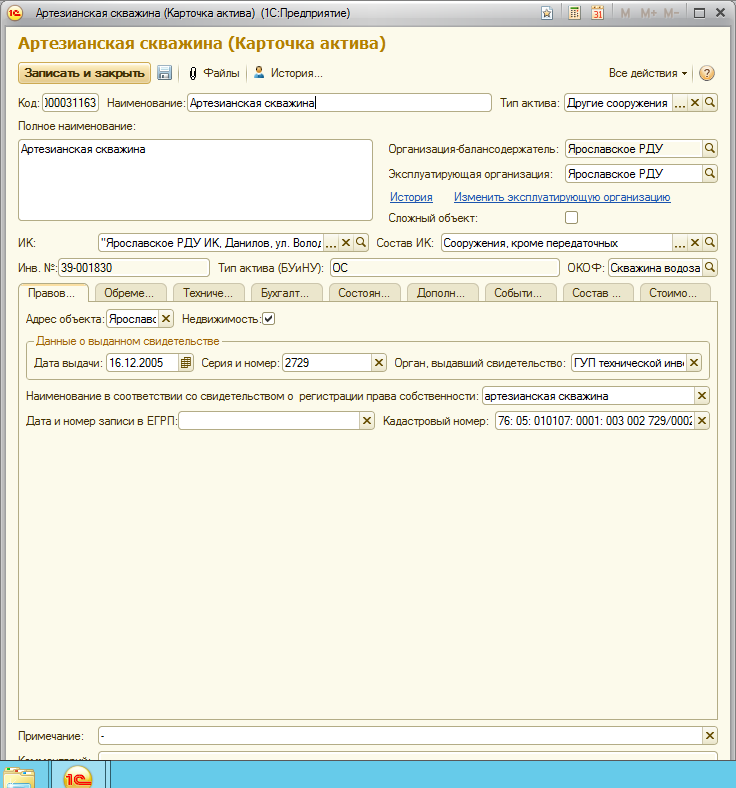 Артезианская скважина (Карточка актива) (1С:Предприятие)
M M+ M-
Артезианская скважина (Карточка актива)
Записать и закрыть Файлы История... Все действия
Код: 000031163 Наименование: Артезианская скважина Тип актива: Другие сооружения ...
Полное наименование:
Артезианская скважина
Организация-балансодержатель: Ярославское РДУ
Эксплуатирующая организация: Ярославское РДУ
История Изменить эксплуатирующую организацию
Сложный объект:
ИК: "Ярославское РДУ ИК, Данилов, ул. Волод ... Состав ИК: Сооружения, кроме передаточных ...
Инв. №: 39-001830 Тип актива (БУиНУ): ОС ОКОФ: Скважина водоза
Правов... Обреме... Техниче... Бухгалт... Состоян... Дополн... Событи... Состав ... Стоимо...
Адрес объекта: Ярославс Недвижимость:
Данные о выданном свидетельстве
Дата выдачи: 16.12.2005 Серия и номер: 2729 Орган, выдавший свидетельство: ГУП технической инве
Наименование в соответствии со свидетельством о регистрации права собственности: артезианская скважина
Дата и номер записи в ЕГРП: Кадастровый номер: 76: 05: 010107: 0001: 003 002 729/0002
Примечание: -
Комментарий: